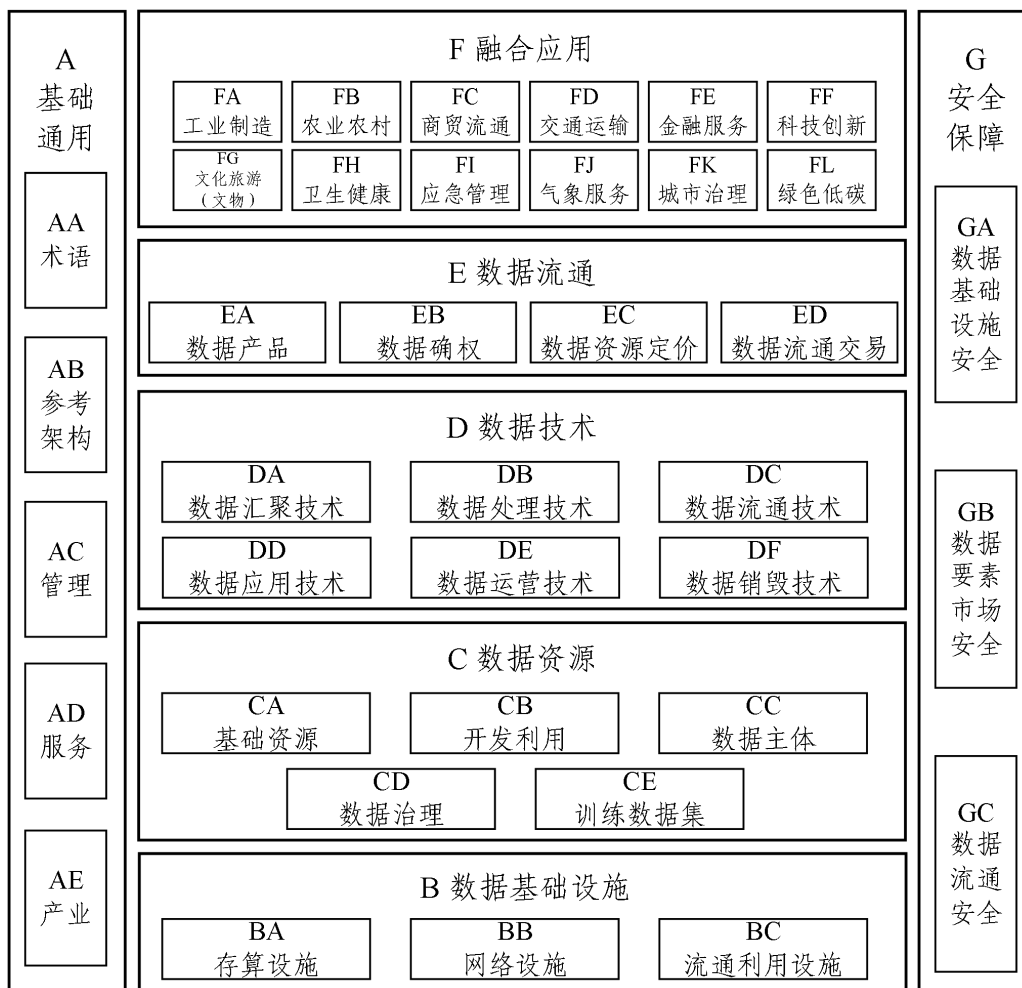 A
基础
通用
AA
术语
AB
参考
架构
AC
管理
AD
服务
AE
产业
F 融合应用
FA
工业制造
FB
农业农村
FC
商贸流通
FD
交通运输
FE
金融服务
FF
科技创新
FG
文化旅游
(文物)
FH
卫生健康
FI
应急管理
FJ
气象服务
FK
城市治理
FL
绿色低碳
E 数据流通
EA
数据产品
EB
数据确权
EC
数据资源定价
ED
数据流通交易
D 数据技术
DA
数据汇聚技术
DB
数据处理技术
DC
数据流通技术
DD
数据应用技术
DE
数据运营技术
DF
数据销毁技术
C 数据资源
CA
基础资源
CB
开发利用
CC
数据主体
CD
数据治理
CE
训练数据集
B 数据基础设施
BA
存算设施
BB
网络设施
BC
流通利用设施
G
安全
保障
GA
数据
基础
设施
安全
GB
数据
要素
市场
安全
GC
数据
流通
安全